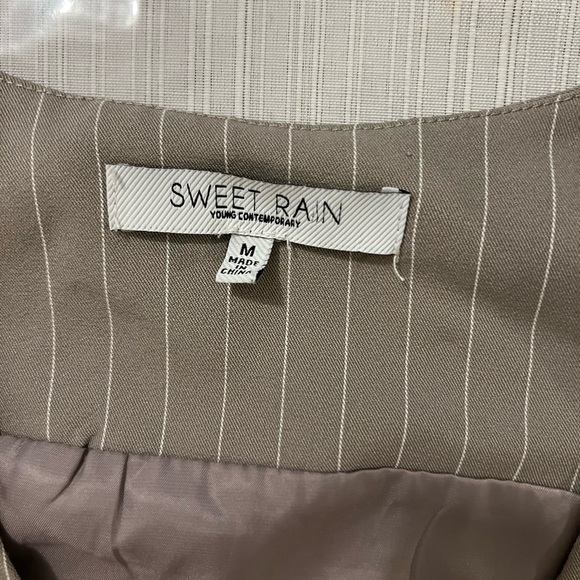 SWEET RAIN
YOUNG CONTEMPORARY
M
MADE
IN
CHINA